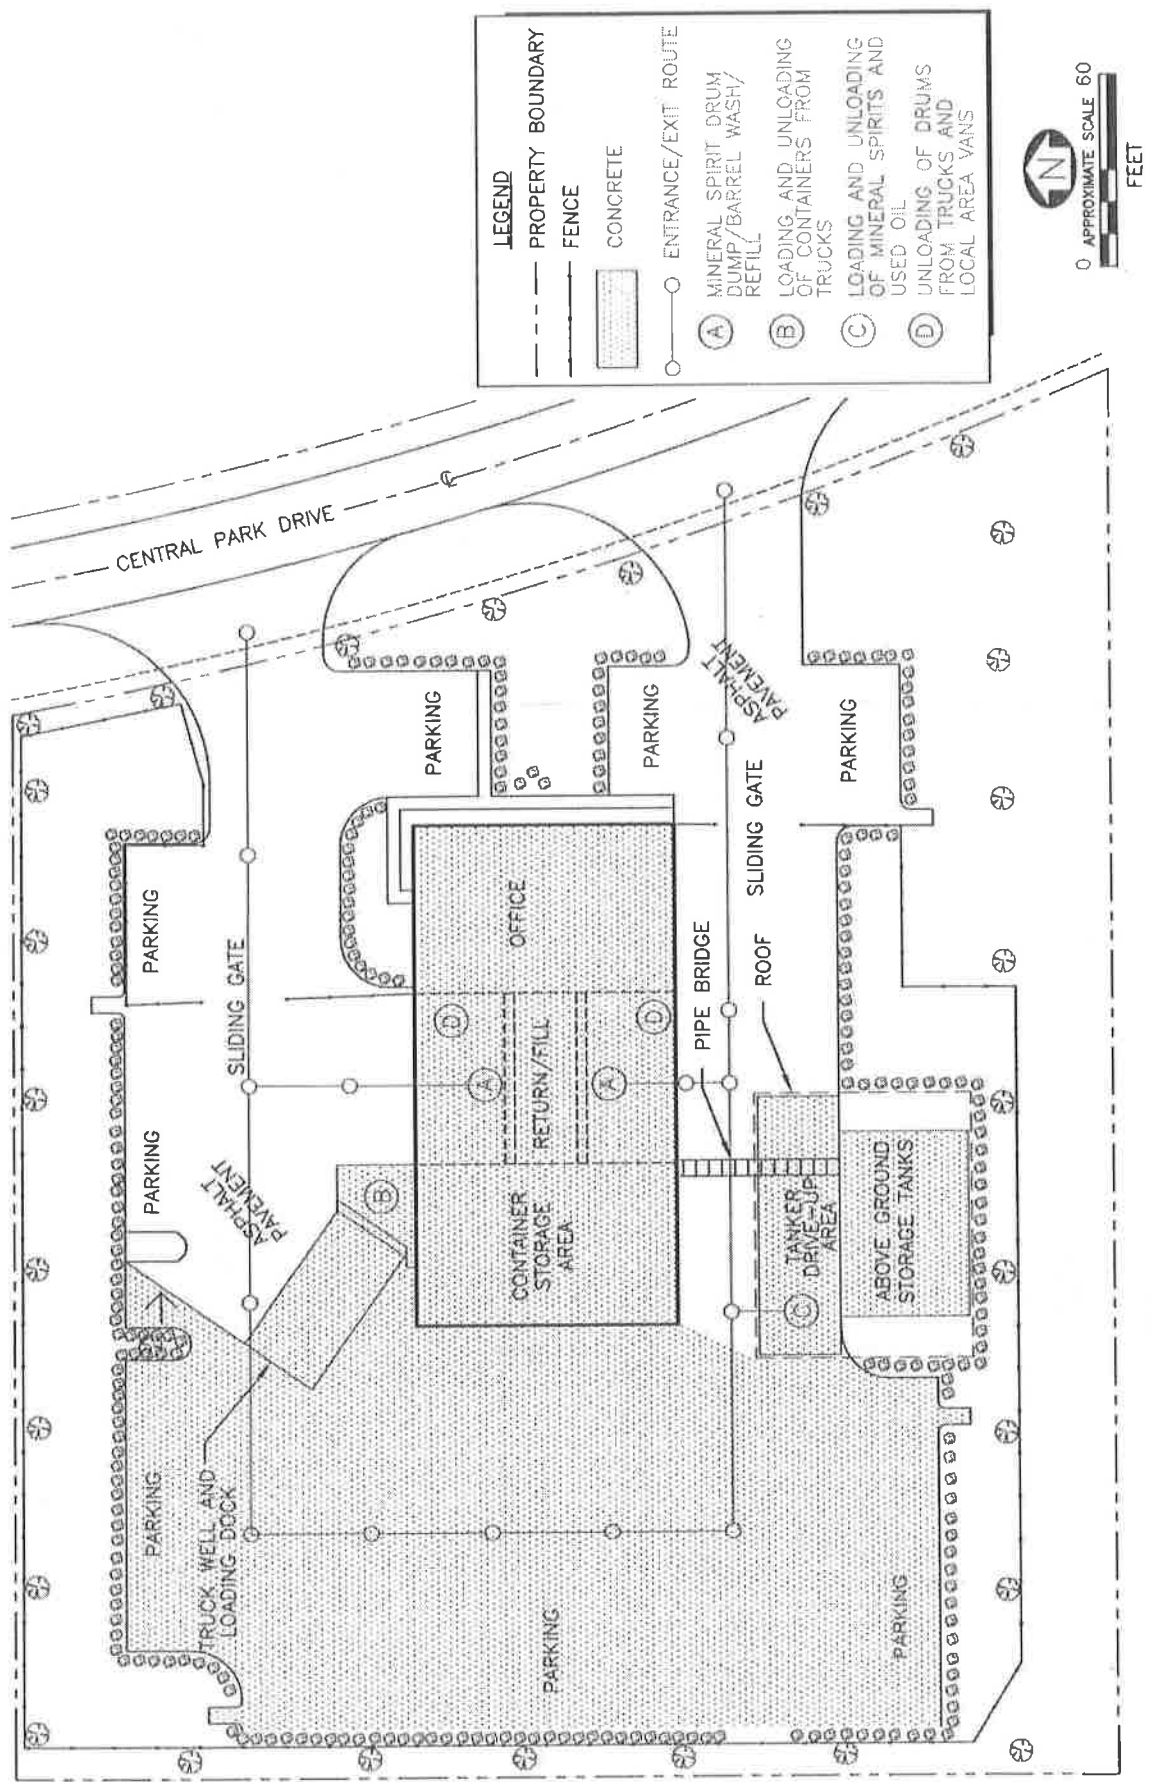 LEGEND
PROPERTY BOUNDARY
FENCE
CONCRETE
ENTRANCE/EXIT ROUTE
A MINERAL SPIRIT DRUM
DUMP/BARREL WASH/
REFILL
B LOADING AND UNLOADING
OF CONTAINERS FROM
TRUCKS
C LOADING AND UNLOADING
OF MINERAL SPIRITS AND
USED OIL
D UNLOADING OF DRUMS
FROM TRUCKS AND
LOCAL AREA VANS
N
0 APPROXIMATE SCALE 60
FEET
CENTRAL PARK DRIVE
CL
PARKING
PARKING
ASPHALT
PAVEMENT
PARKING
PARKING
SLIDING GATE
SLIDING GATE
OFFICE
D
D
PIPE BRIDGE
ROOF
RETURN/FILL
A
A
PARKING
ASPHALT
PAVEMENT
B
CONTAINER
STORAGE
AREA
TANKER
DRIVE-UP
AREA
C
ABOVE GROUND
STORAGE TANKS
PARKING
TRUCK WELL AND
LOADING DOCK
PARKING
PARKING